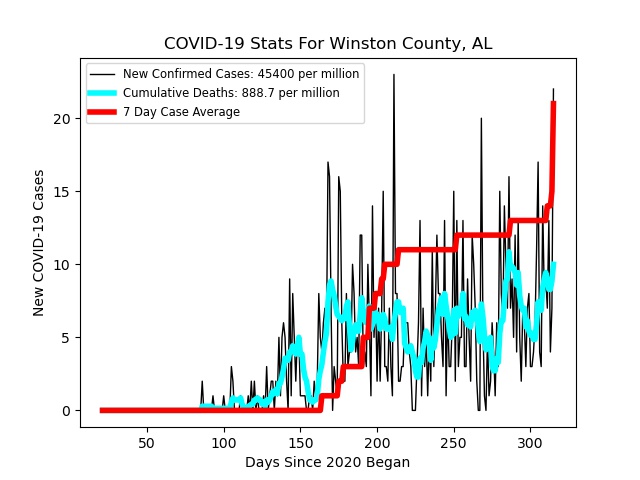 COVID-19 Stats For Winston County, AL
New Confirmed Cases: 45400 per million
Cumulative Deaths: 888.7 per million
7 Day Case Average
New COVID-19 Cases
20
15
10
5
0
50 100 150 200 250 300
Days Since 2020 Began